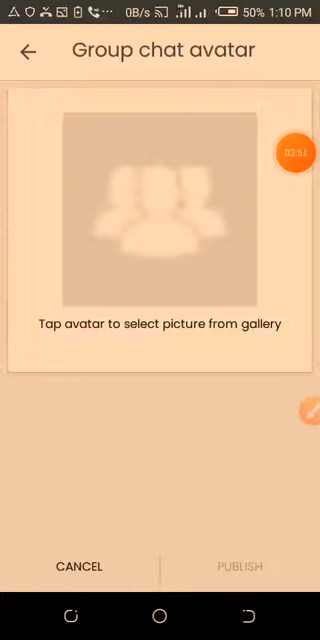 0B/s 50% 1:10 PM
Group chat avatar
02:51
Tap avatar to select picture from gallery
CANCEL PUBLISH